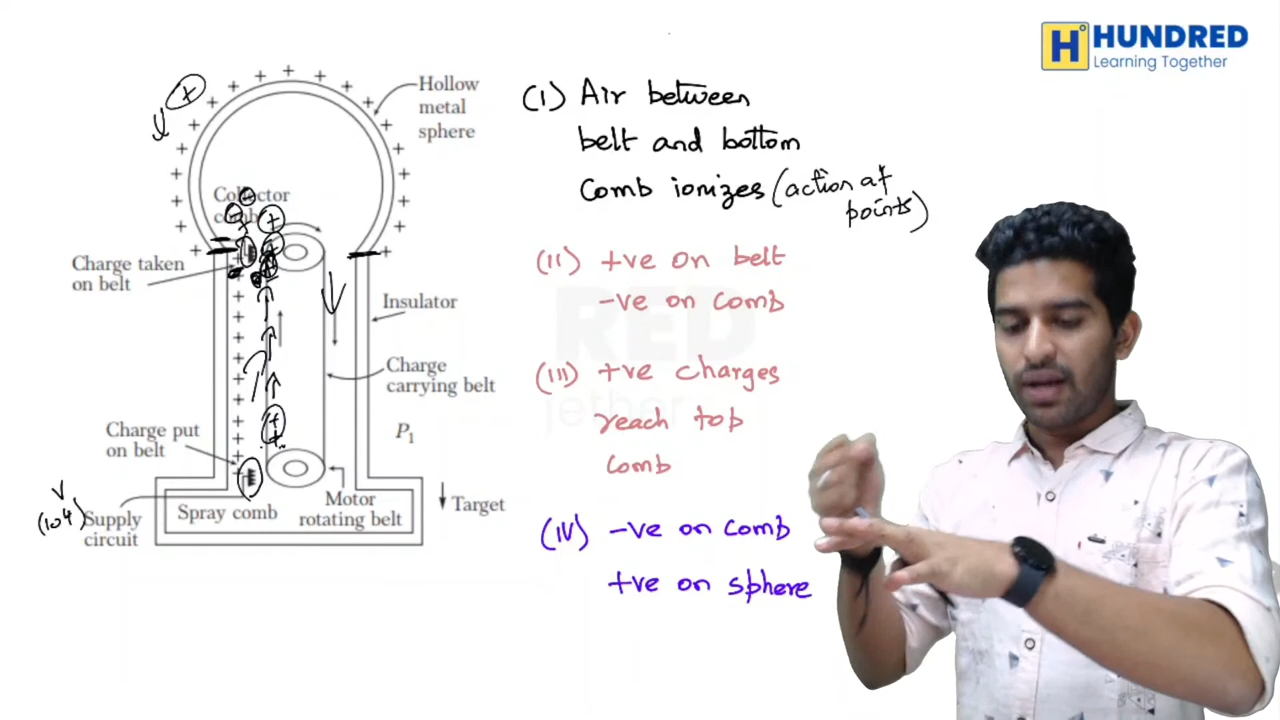 HUNDRED
Learning Together
Hollow
metal
sphere
Collector
comb
Charge taken
on belt
Insulator
Charge
carrying belt
Charge put
on belt
P1
V
(10^4)
Supply
circuit
Spray comb
Motor
rotating belt
Target
(I) Air between
belt and bottom
Comb ionizes (action at
points)
(II) +ve on belt
-ve on comb
(III) +ve charges
reach top
comb
(IV) -ve on comb
+ve on sphere